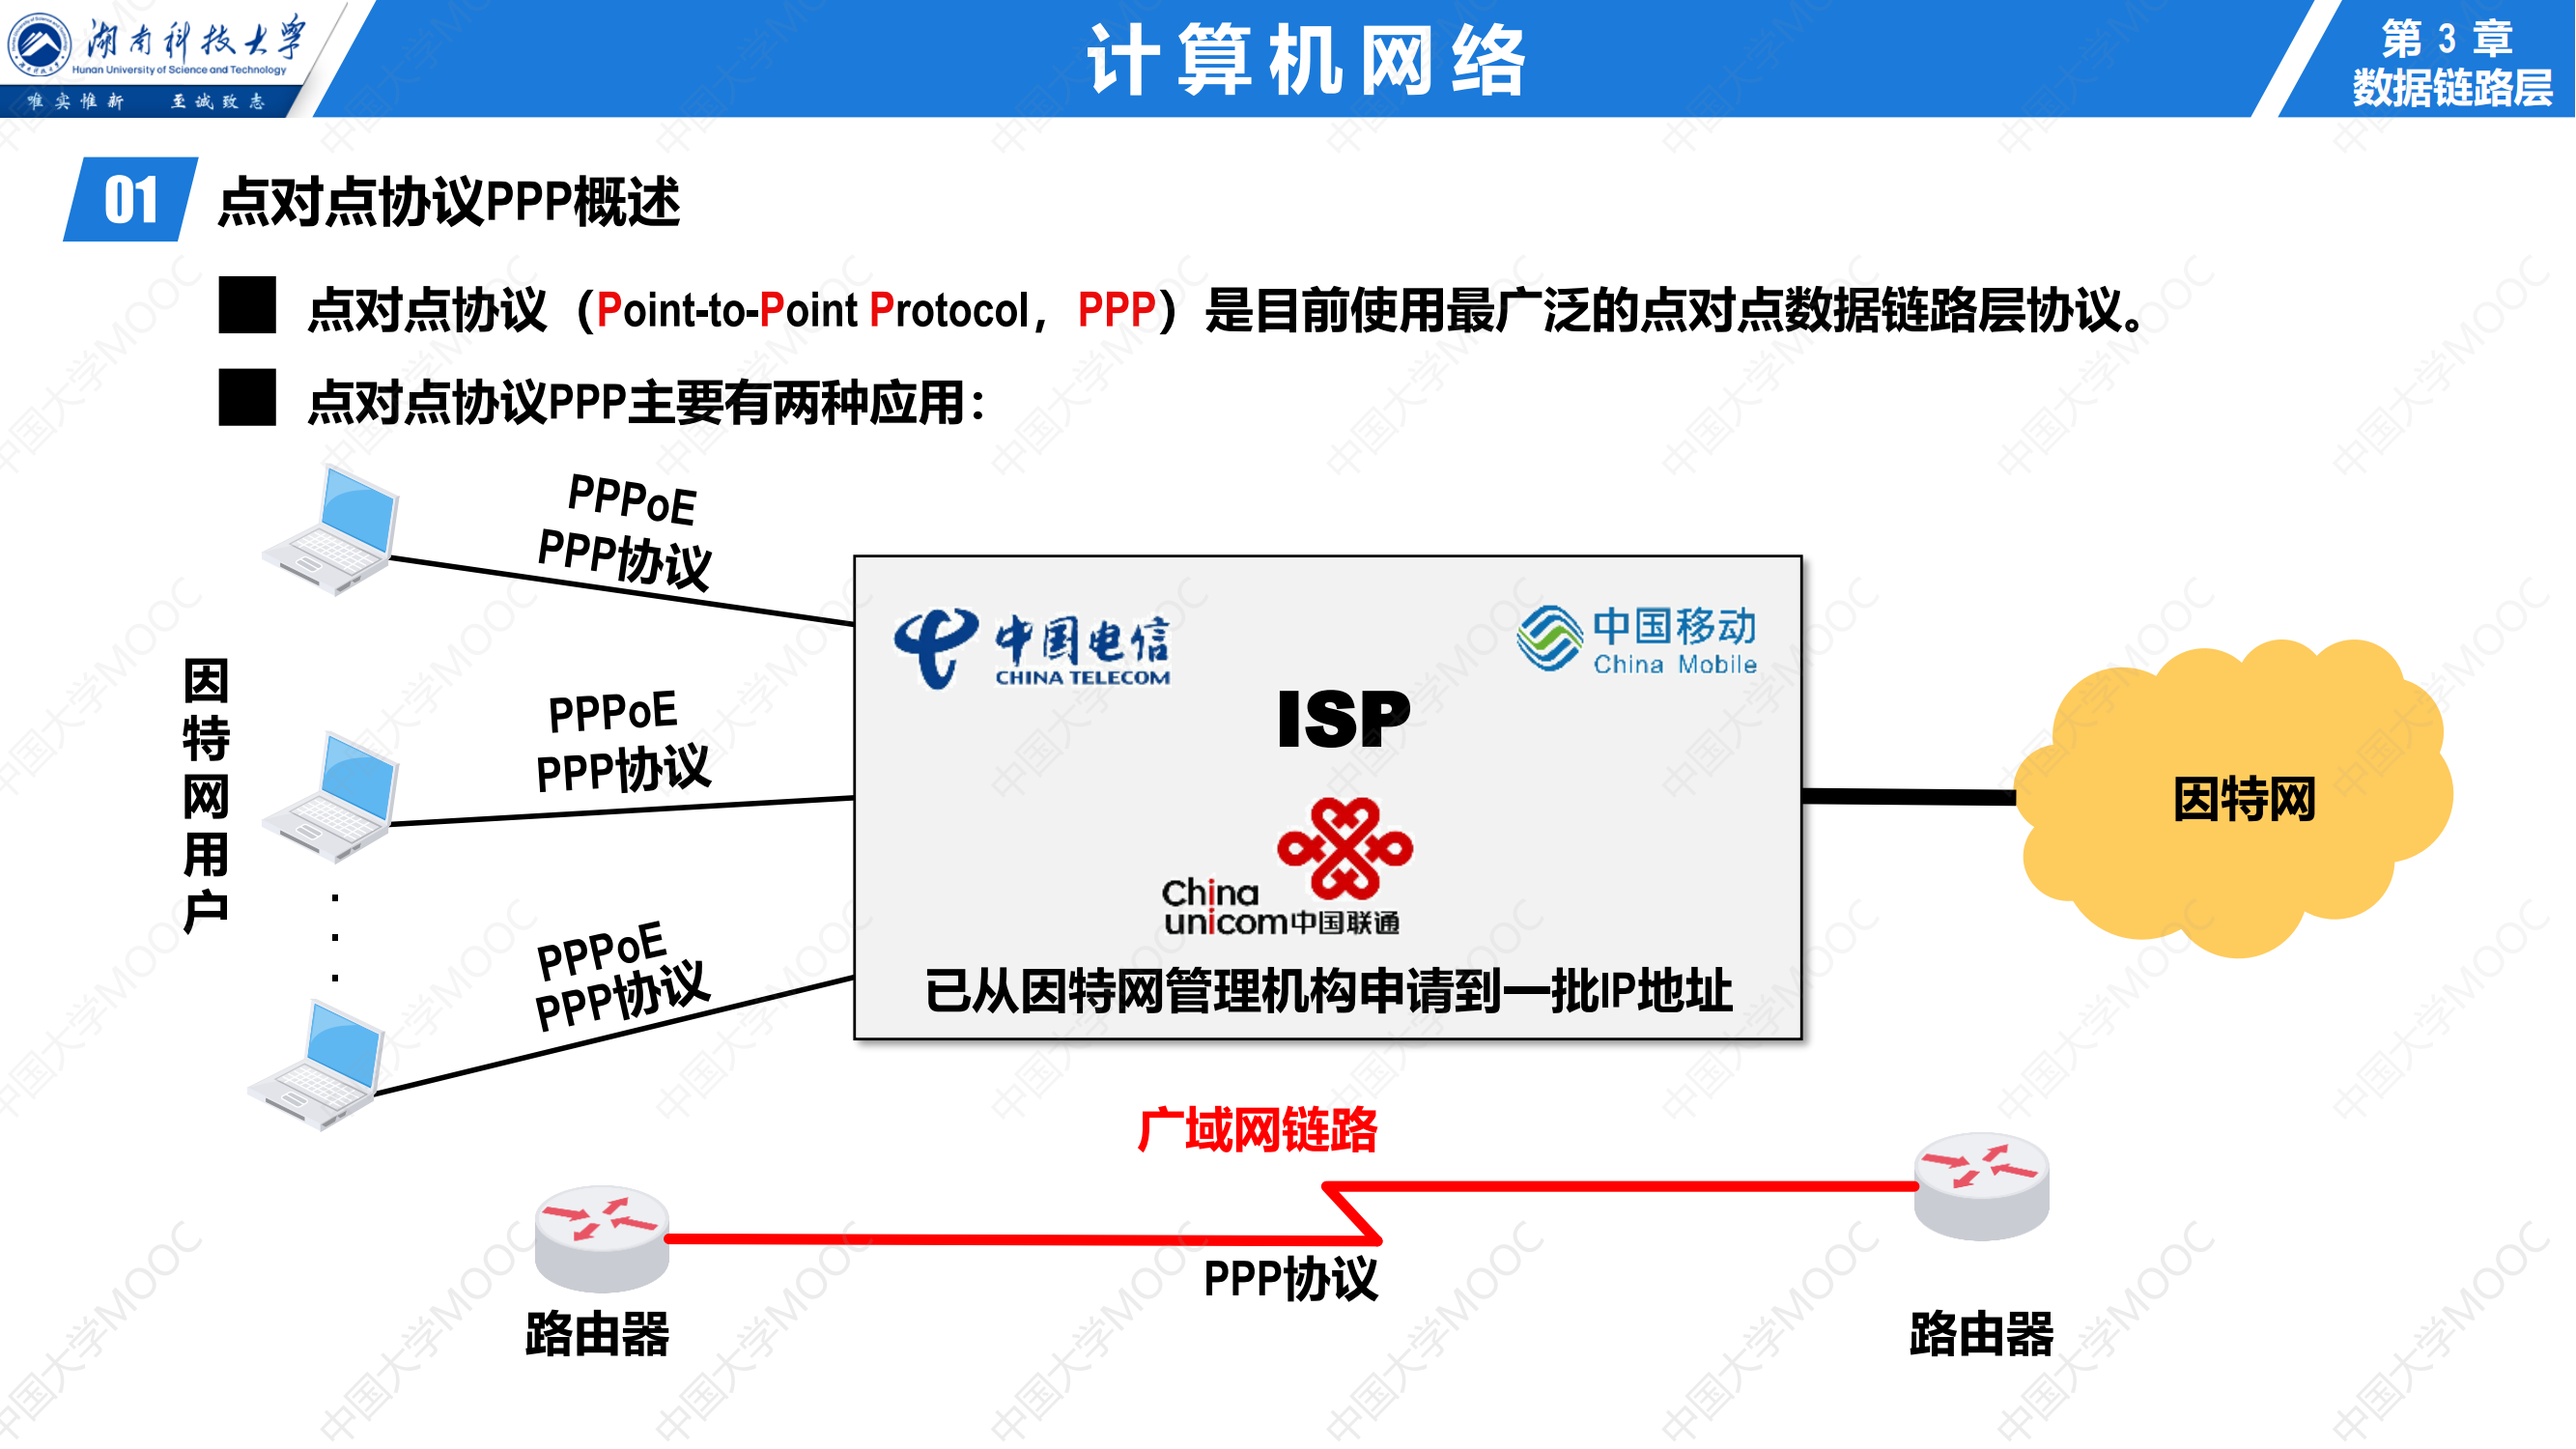 湖南科技大学
Hunan University of Science and Technology
唯实惟新 至诚致志
计算机网络
第 3 章
数据链路层
01 点对点协议PPP概述
点对点协议（Point-to-Point Protocol，PPP）是目前使用最广泛的点对点数据链路层协议。
点对点协议PPP主要有两种应用：
因特网用户
PPPoE
PPP协议
PPPoE
PPP协议
PPPoE
PPP协议
中国电信
CHINA TELECOM
中国移动
China Mobile
ISP
China
unicom中国联通
已从因特网管理机构申请到一批IP地址
因特网
广域网链路
PPP协议
路由器
路由器
中国大学MOOC